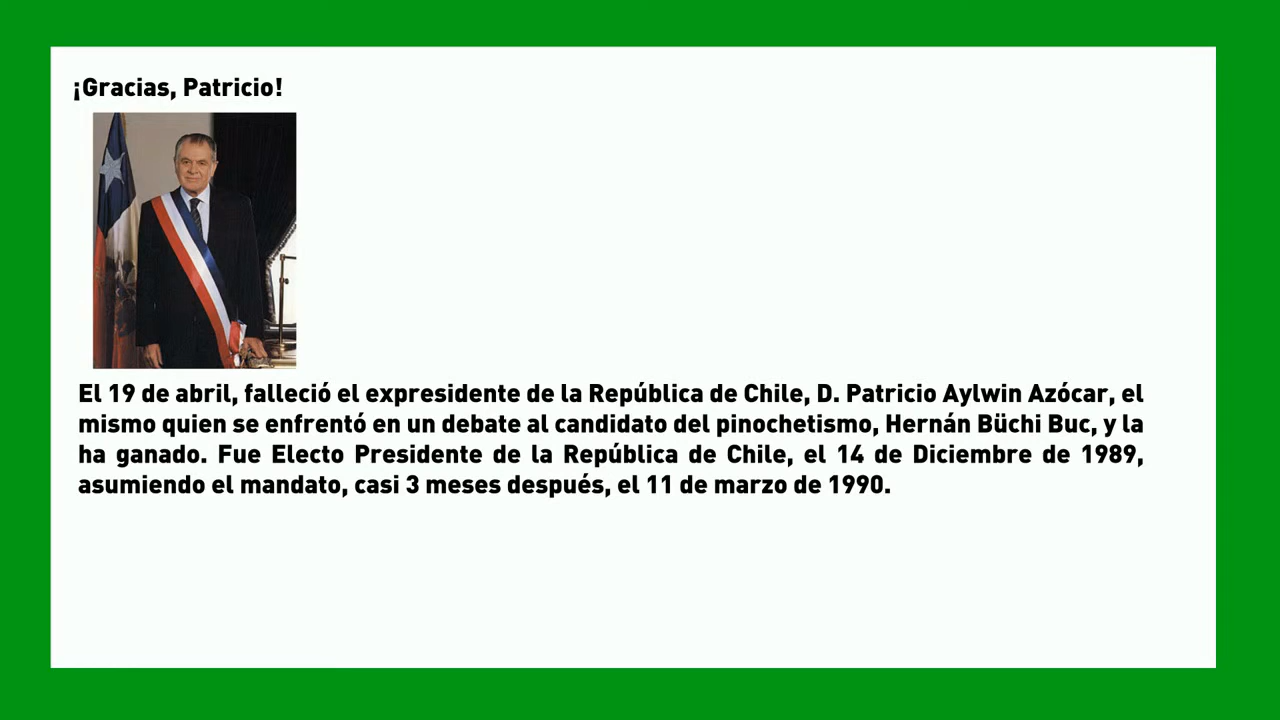 ¡Gracias, Patricio!
El 19 de abril, falleció el expresidente de la República de Chile, D. Patricio Aylwin Azócar, el
mismo quien se enfrentó en un debate al candidato del pinochetismo, Hernán Büchi Buc, y la
ha ganado. Fue Electo Presidente de la República de Chile, el 14 de Diciembre de 1989,
asumiendo el mandato, casi 3 meses después, el 11 de marzo de 1990.